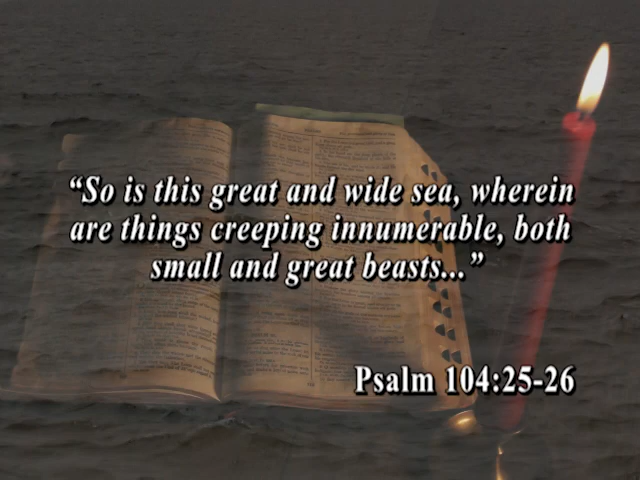 “So is this great and wide sea, wherein
are things creeping innumerable, both
small and great beasts...”
Psalm 104:25-26